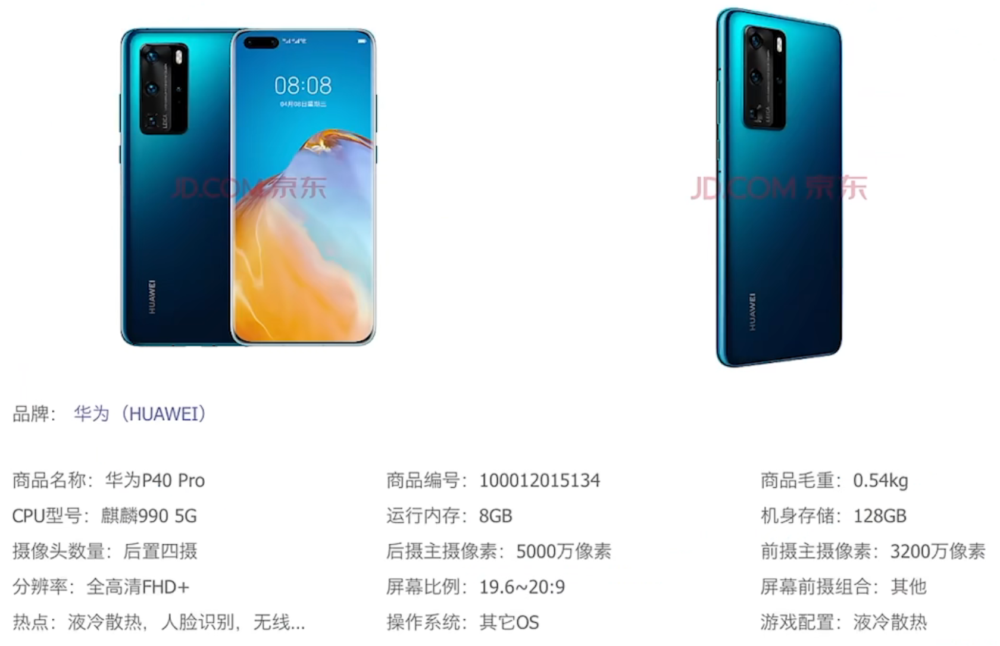 08:08
04月08日星期三
LEICA
LEICA
JD.COM 京东
JD.COM 京东
HUAWEI
HUAWEI
品牌： 华为（HUAWEI）
商品名称：华为P40 Pro
商品编号：100012015134
商品毛重：0.54kg
CPU型号：麒麟990 5G
运行内存：8GB
机身存储：128GB
摄像头数量：后置四摄
后摄主摄像素：5000万像素
前摄主摄像素：3200万像素
分辨率：全高清FHD+
屏幕比例：19.6~20:9
屏幕前摄组合：其他
热点：液冷散热，人脸识别，无线...
操作系统：其它OS
游戏配置：液冷散热